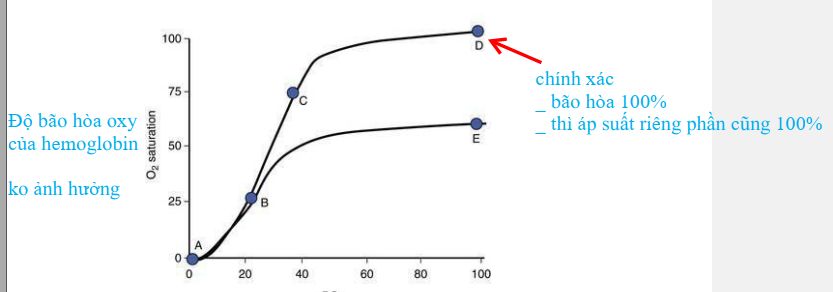 chính xác
_ bão hòa 100%
_ thì áp suất riêng phần cũng 100%
Độ bão hòa oxy
của hemoglobin
ko ảnh hưởng
O₂ saturation
100
75
50
25
0
0 20 40 60 80 100
A
B
C
D
E